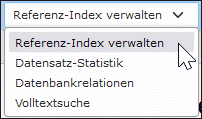 Referenz-Index verwalten
Referenz-Index verwalten
Datensatz-Statistik
Datenbankrelationen
Volltextsuche